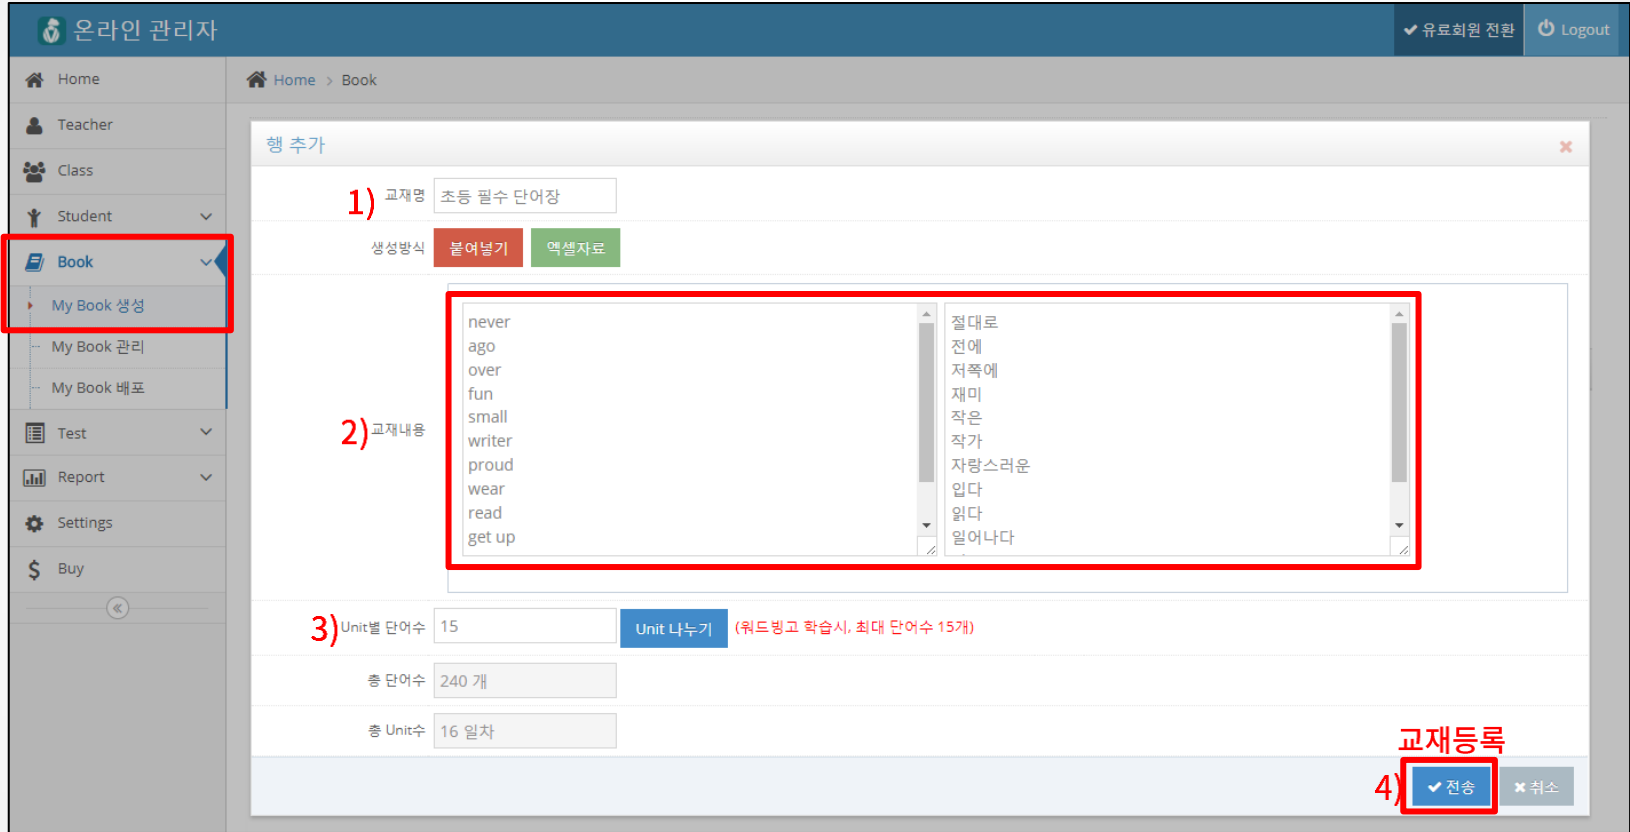 온라인 관리자
유료회원 전환
Logout
Home
Teacher
Class
Student
Book
My Book 생성
My Book 관리
My Book 배포
Test
Report
Settings
Buy
Home > Book
행 추가
1) 교재명 초등 필수 단어장
생성방식 붙여넣기 엑셀자료
2) 교재내용
never
ago
over
fun
small
writer
proud
wear
read
get up
절대로
전에
저쪽에
재미
작은
작가
자랑스러운
입다
읽다
일어나다
3) Unit별 단어수 15 Unit 나누기 (워드빙고 학습시, 최대 단어수 15개)
총 단어수 240 개
총 Unit수 16 일차
교재등록
4) 전송 취소